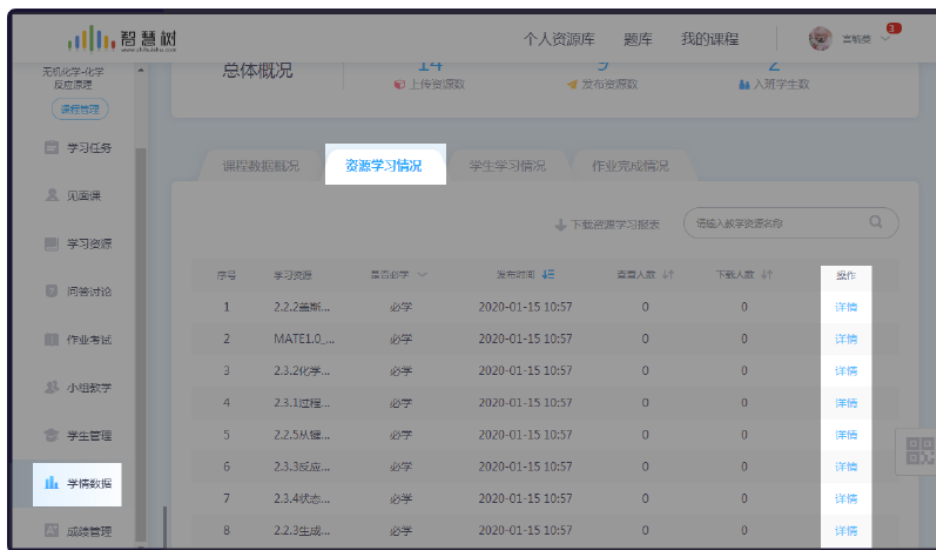 智慧树
www.zhihuishu.com
个人资源库 题库 我的课程
3
无机化学-化学
反应原理
课程管理
总体概况
14 9 2
上传资源数 发布资源数 入班学生数
学习任务
见面课
学习资源
问答讨论
作业考试
小组教学
学生管理
学情数据
成绩管理
课程数据概况 资源学习情况 学生学习情况 作业完成情况
下载资源学习报表 请输入教学资源名称
序号 学习资源 是否必学 发布时间 查看人数 下载人数 操作
1 2.2.2盖斯... 必学 2020-01-15 10:57 0 0 详情
2 MATE1.0_... 必学 2020-01-15 10:57 0 0 详情
3 2.3.2化学... 必学 2020-01-15 10:57 0 0 详情
4 2.3.1过程... 必学 2020-01-15 10:57 0 0 详情
5 2.2.5从键... 必学 2020-01-15 10:57 0 0 详情
6 2.3.3反应... 必学 2020-01-15 10:57 0 0 详情
7 2.3.4状态... 必学 2020-01-15 10:57 0 0 详情
8 2.2.3生成... 必学 2020-01-15 10:57 0 0 详情